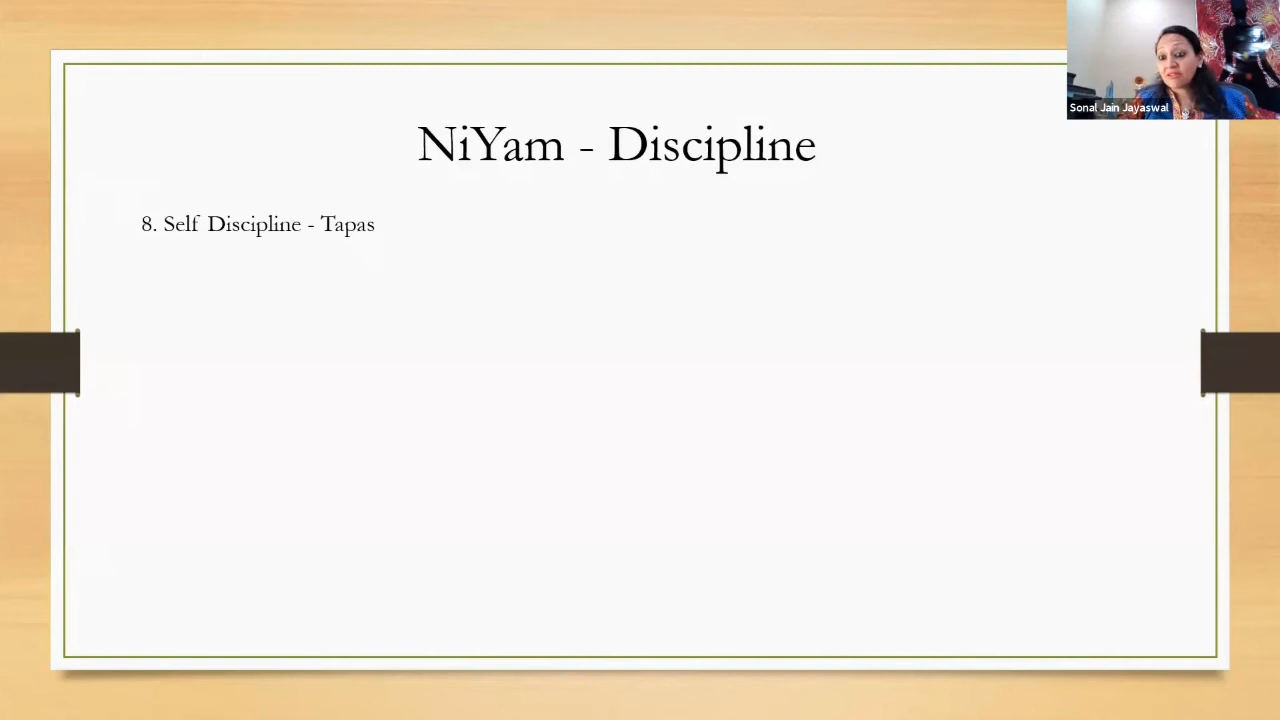 Sonal Jain Jayaswal
NiYam - Discipline
8. Self Discipline - Tapas